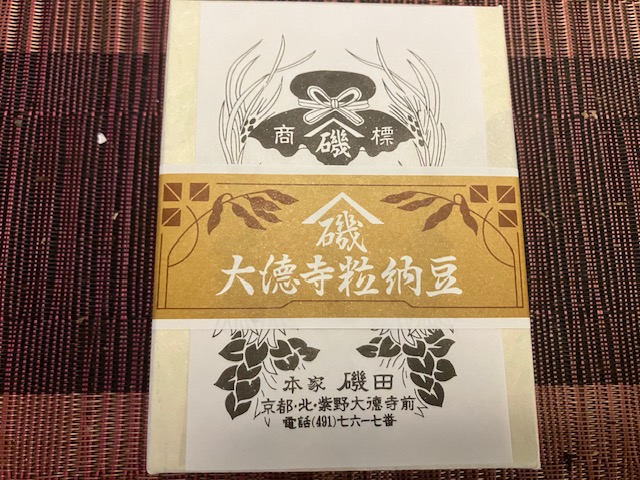 商 磯 標
磯
大德寺粒納豆
本家 磯田
京都·北·紫野大德寺前
電話(491)七六一七番